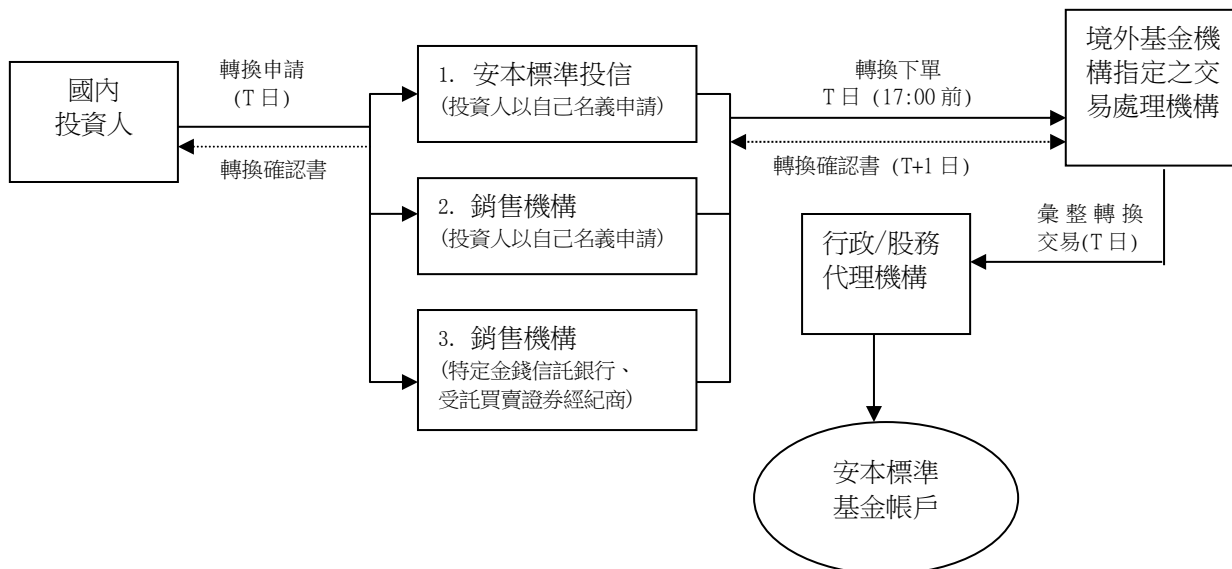 國內
投資人
轉換申請
(T 日)
轉換確認書
1. 安本標準投信
(投資人以自己名義申請)
2. 銷售機構
(投資人以自己名義申請)
3. 銷售機構
(特定金錢信託銀行、
受託買賣證券經紀商)
轉換下單
T 日 (17:00 前)
轉換確認書 (T+1 日)
境外基金機
構指定之交
易處理機構
彙整轉換
交易(T 日)
行政/股務
代理機構
安本標準
基金帳戶